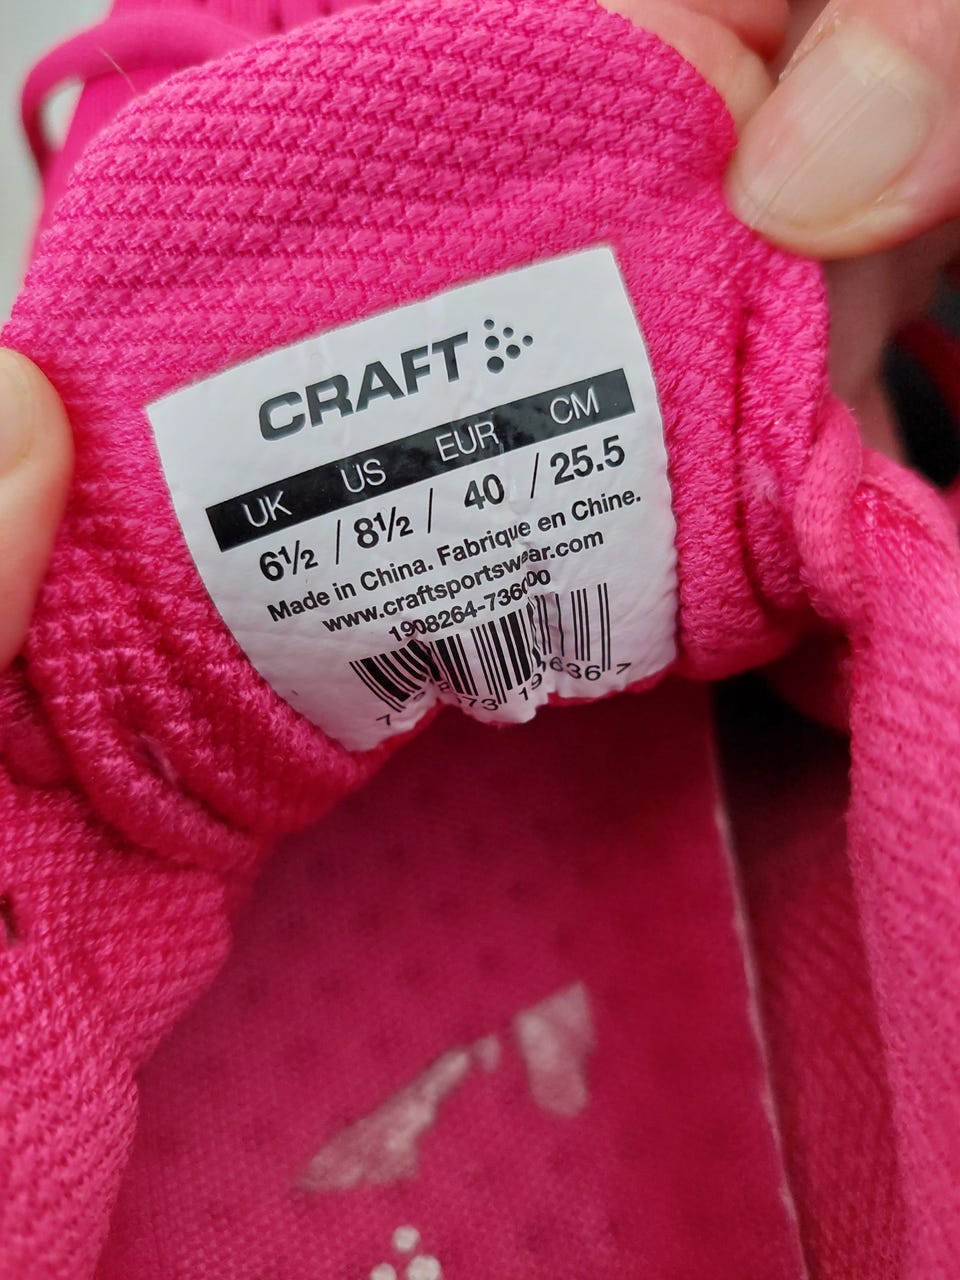 CRAFT
UK US EUR CM
6½ / 8½ / 40 / 25.5
Made in China. Fabrique en Chine.
www.craftsportswear.com